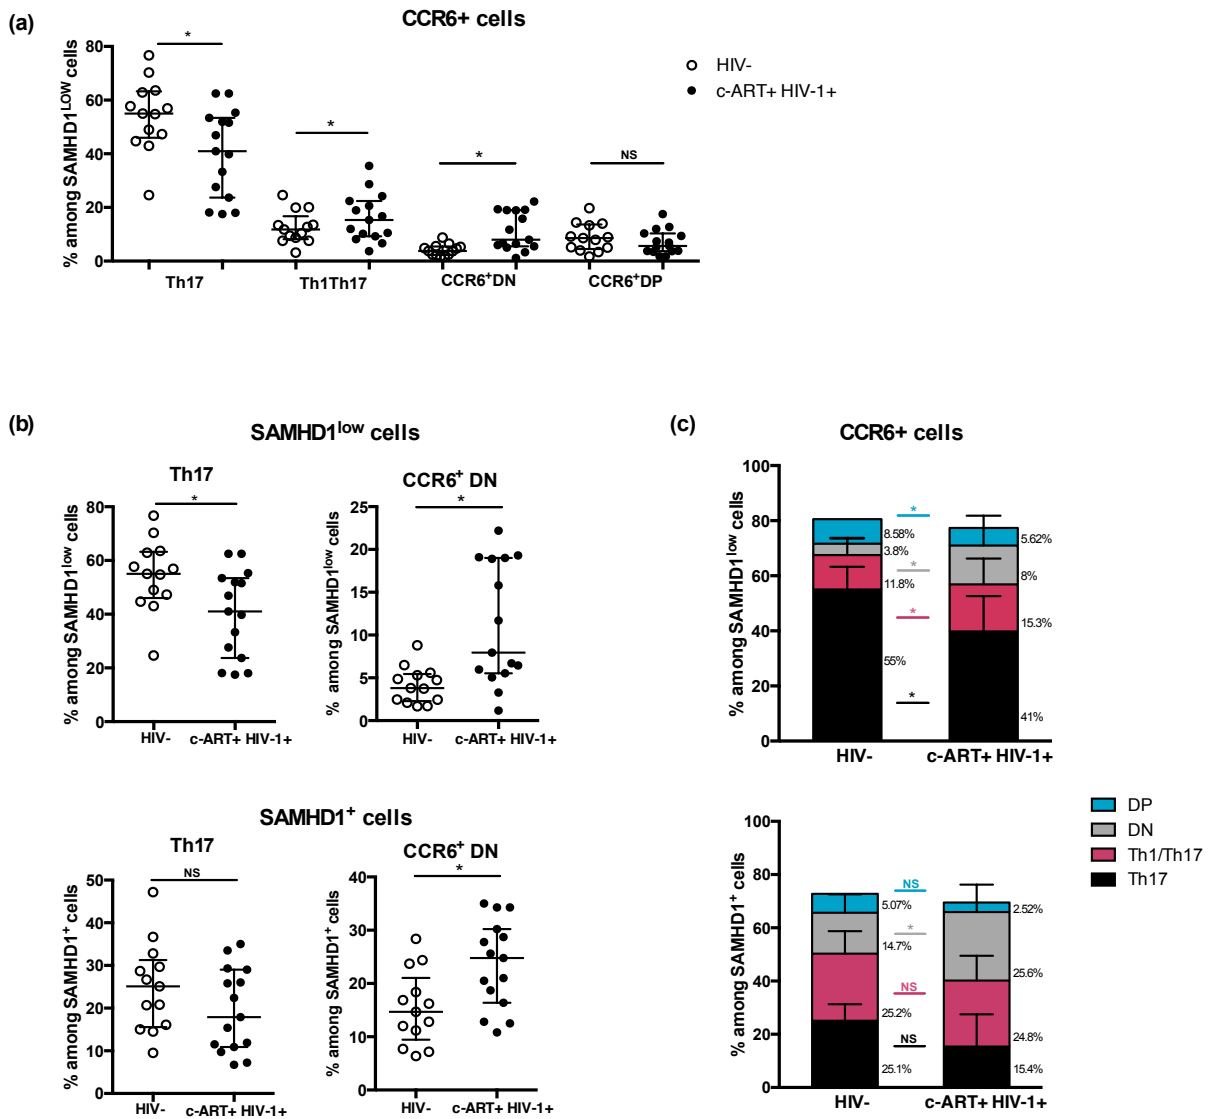 (a)
CCR6+ cells
% among SAMHD1LOW cells
80
60
40
20
0
*
*
*
NS
Th17
Th1Th17
CCR6+DN
CCR6+DP
HIV-
c-ART+ HIV-1+
(b)
SAMHD1low cells
Th17
% among SAMHD1low cells
80
60
40
20
0
*
HIV-
c-ART+ HIV-1+
CCR6+ DN
% among SAMHD1low cells
25
20
15
10
5
0
*
HIV-
c-ART+ HIV-1+
SAMHD1+ cells
Th17
% among SAMHD1+ cells
50
40
30
20
10
0
NS
HIV-
c-ART+ HIV-1+
CCR6+ DN
% among SAMHD1+ cells
40
30
20
10
0
*
HIV-
c-ART+ HIV-1+
(c)
CCR6+ cells
% among SAMHD1low cells
100
80
60
40
20
0
8.58%
3.8%
11.8%
55%
*
*
*
*
5.62%
8%
15.3%
41%
HIV-
c-ART+ HIV-1+
% among SAMHD1+ cells
100
80
60
40
20
0
5.07%
14.7%
25.2%
25.1%
NS
*
NS
NS
2.52%
25.6%
24.8%
15.4%
HIV-
c-ART+ HIV-1+
DP
DN
Th1/Th17
Th17